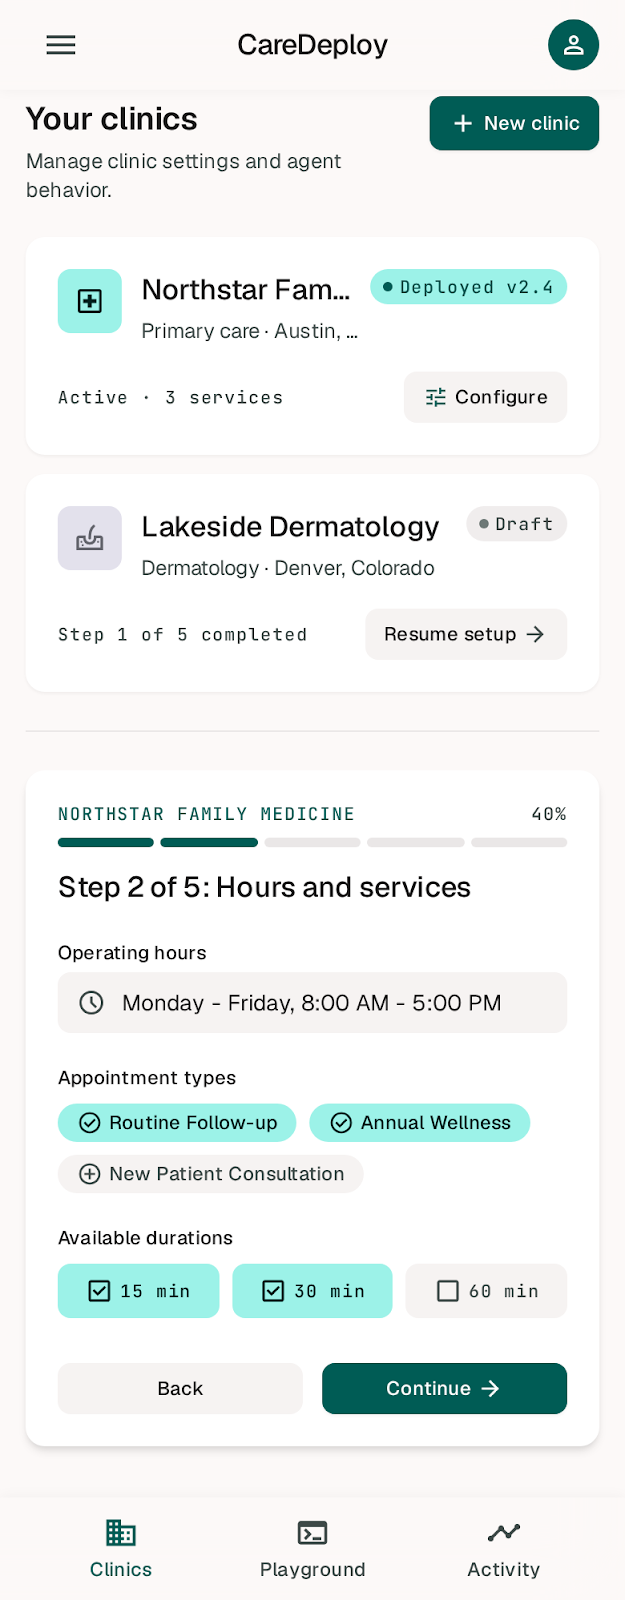 CareDeploy
Your clinics
New clinic
Manage clinic settings and agent
behavior.
Northstar Fam...
Deployed v2.4
Primary care · Austin, ...
Active · 3 services
Configure
Lakeside Dermatology
Draft
Dermatology · Denver, Colorado
Step 1 of 5 completed
Resume setup →
NORTHSTAR FAMILY MEDICINE
40%
Step 2 of 5: Hours and services
Operating hours
Monday - Friday, 8:00 AM - 5:00 PM
Appointment types
Routine Follow-up
Annual Wellness
New Patient Consultation
Available durations
15 min
30 min
60 min
Back
Continue →
Clinics
Playground
Activity